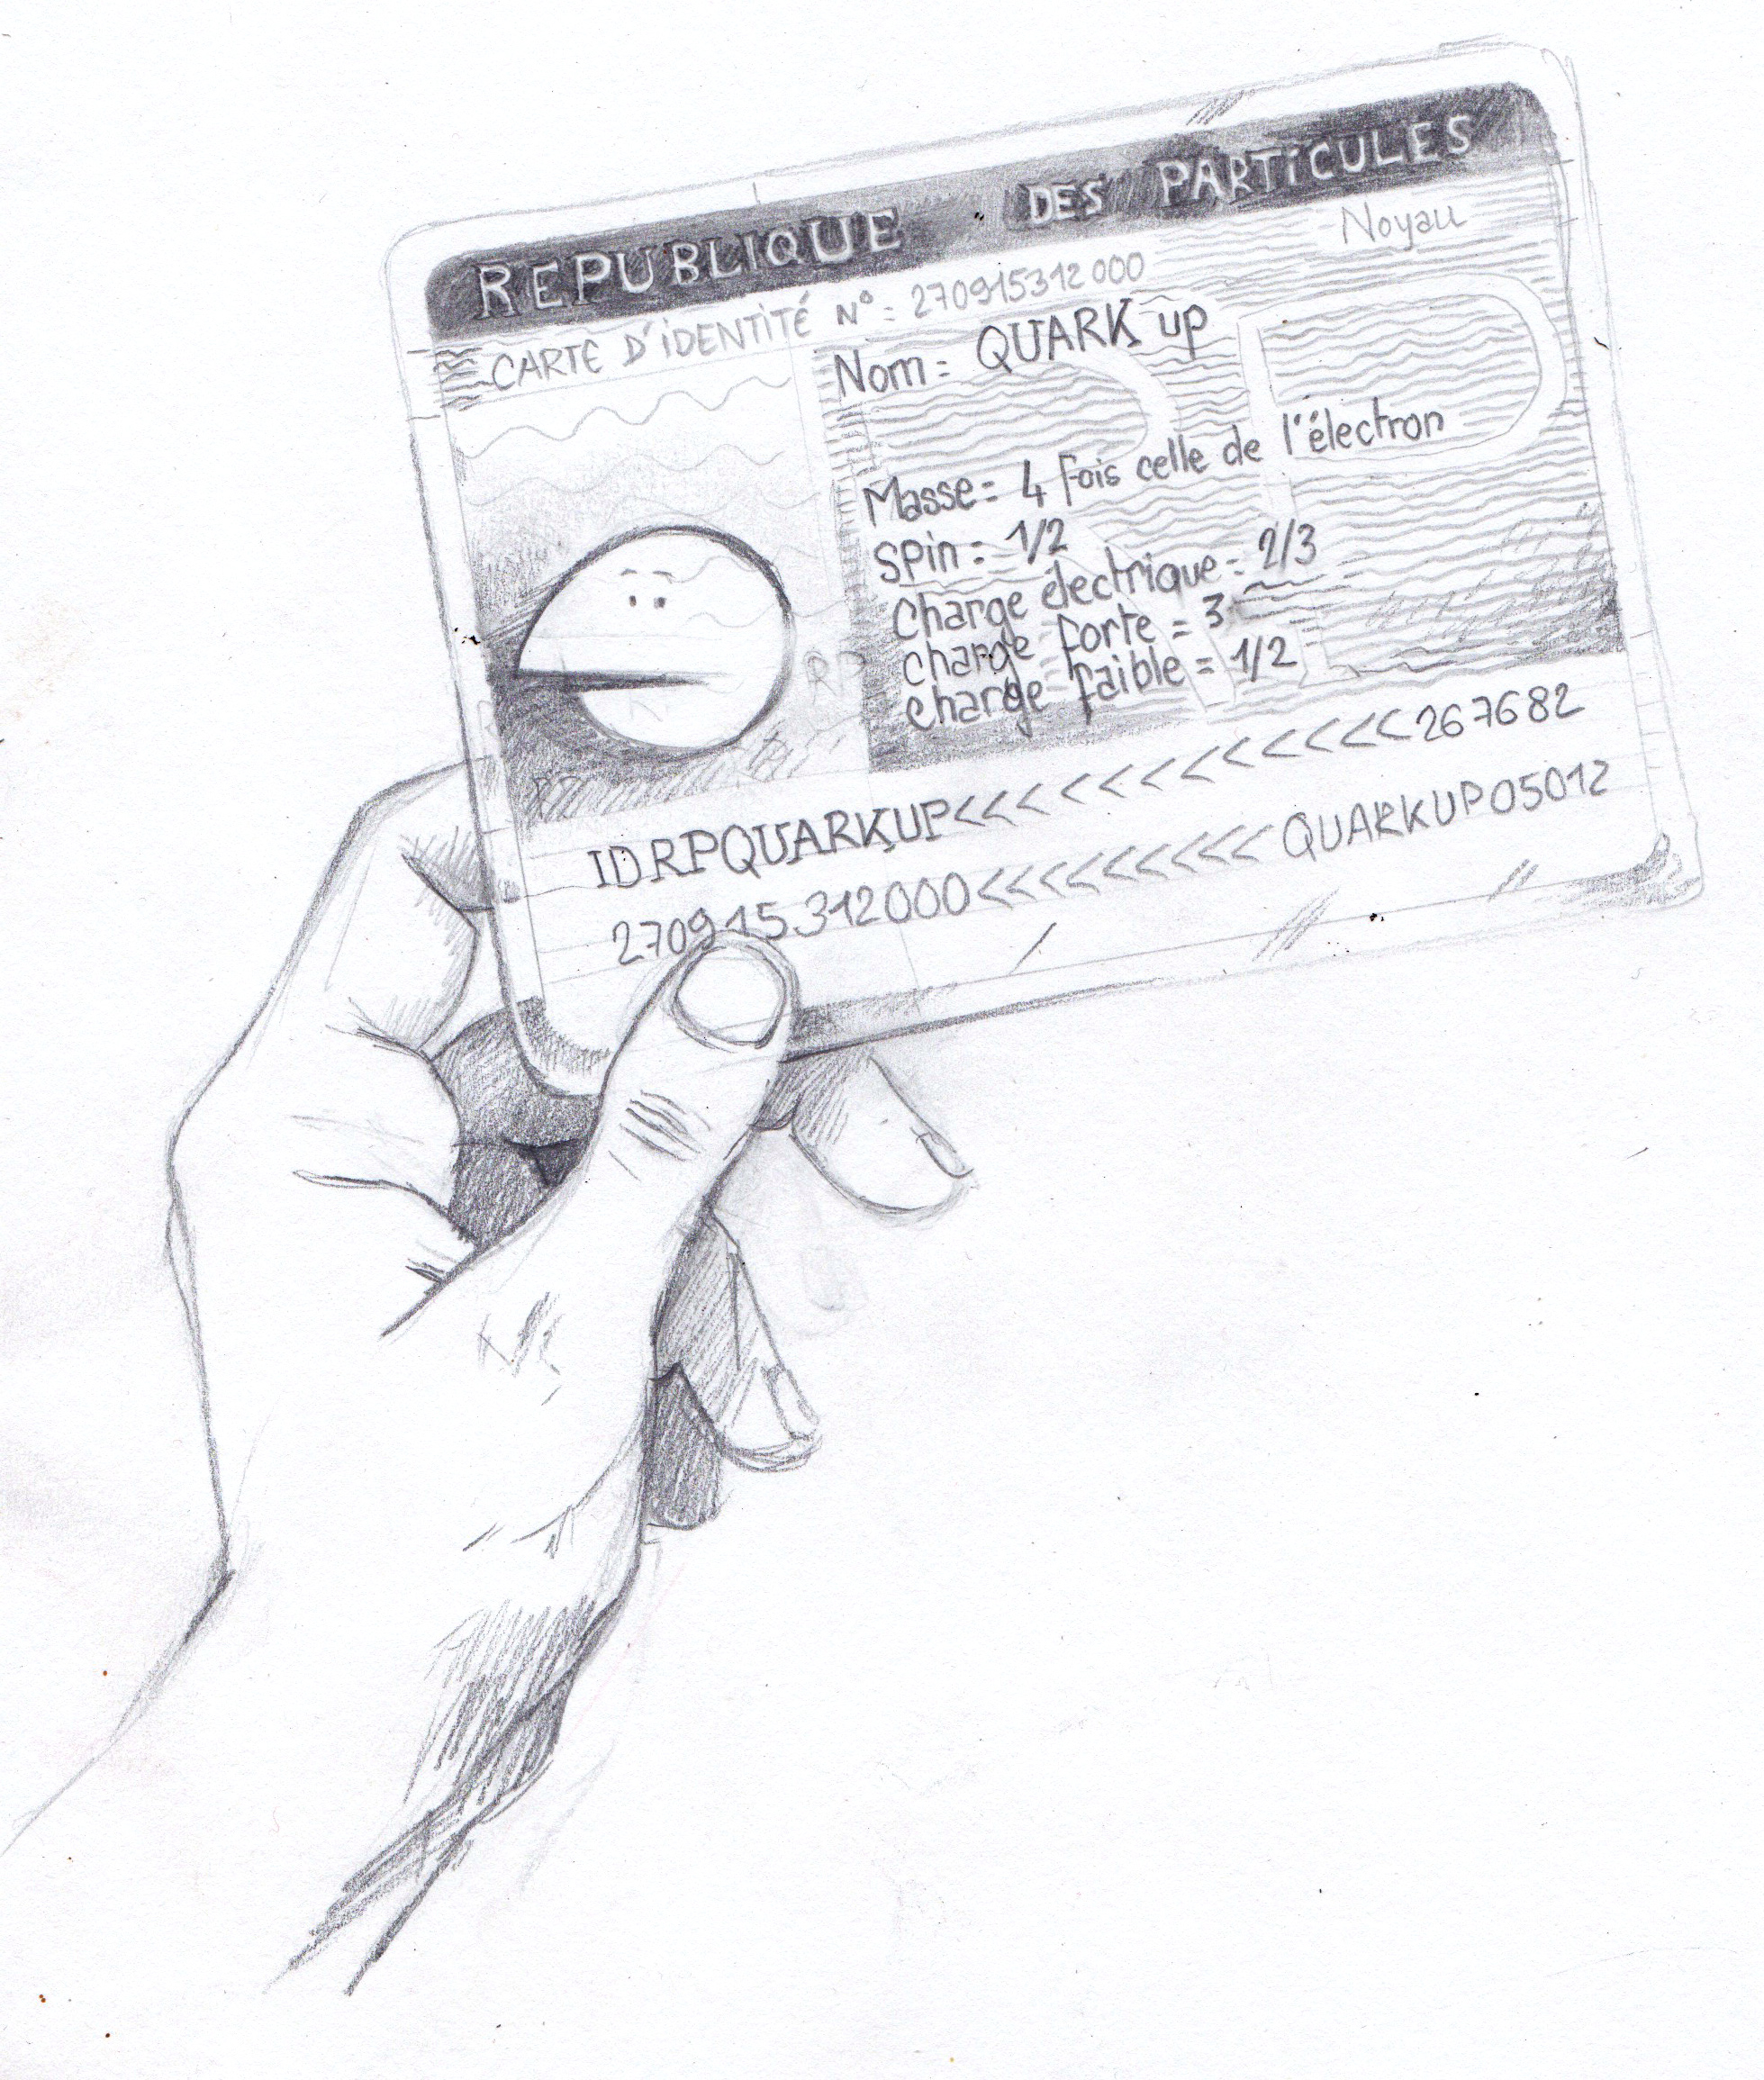 REPUBLIQUE DES PARTiCULES
CARTE D'iDENTiTÉ N° = 270915312000
Noyau
Nom = QUARK up
Masse = 4 fois celle de l'électron
spin = 1/2
charge électrique = 2/3
charge forte = 3
charge faible = 1/2
RP
IDRPQUARKUP<<<<<<<<<<<<<267682
270915312000<<<<<<<<<<QUARKUP05012